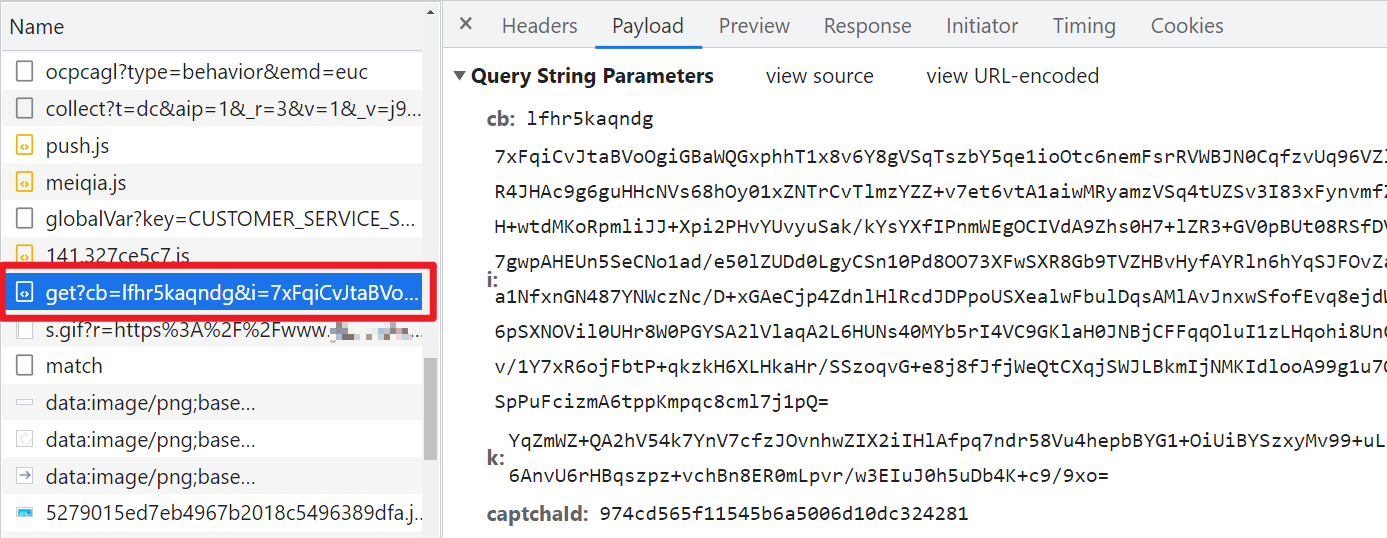 Name
ocpcagl?type=behavior&emd=euc
collect?t=dc&aip=1&_r=3&v=1&_v=j9...
push.js
meiqia.js
globalVar?key=CUSTOMER_SERVICE_S...
141.327ce5c7.js
get?cb=lfhr5kaqndg&i=7xFqiCvJtaBVo...
s.gif?r=https%3A%2F%2Fwww.
match
data:image/png;base...
data:image/png;base...
data:image/png;base...
5279015ed7eb4967b2018c5496389dfa.j...
× Headers Payload Preview Response Initiator Timing Cookies
▼ Query String Parameters view source view URL-encoded
cb: lfhr5kaqndg
7xFqiCvJtaBVoOgiGBaWQGxphhT1x8v6Y8gVSqTszbY5qe1ioOtc6nemFsrRVWBJN0CqfzvUq96VZ
R4JHAc9g6guHHcNVs68hOy01xZNTrCvTlmzYZZ+v7et6vtA1aiwMRyamzVSq4tUZSv3I83xFynvmf
H+wtdMKoRpmliJJ+Xpi2PHvYUvyuSak/kYsYXfIPnmWEgOCIVdA9Zhs0H7+lZR3+GV0pBUt08RSfD
i: 7gwpAHEUn5SeCNo1ad/e50lZUDd0LgyCSn10Pd8OO73XFwSXR8Gb9TVZHBvHyfAYRln6hYqSJFOvZ
a1NfxnGN487YNWczNc/D+xGAeCjp4ZdnlHlRcdJDPpoUSXealwFbulDqsAMlAvJnxwSfofEvq8ejd
6pSXNOVil0UHr8W0PGYSA2lVlaqA2L6HUNs40MYb5rI4VC9GKlaH0JNBjCFFqqOluI1zLHqohi8Un
v/1Y7xR6ojFbtP+qkzkH6XLHkaHr/SSzoqvG+e8j8fJfjWeQtCXqjSWJLBkmIjNMKIdlooA99g1u7
SpPuFcizmA6tppKmpqc8cml7j1pQ=
k: YqZmWZ+QA2hV54k7YnV7cfzJOvnhwZIX2iIHlAfpq7ndr58Vu4hepbBYG1+OiUiBYSzxyMv99+uL
6AnvU6rHBqszpz+vchBn8ER0mLpvr/w3EIuJ0h5uDb4K+c9/9xo=
captchaId: 974cd565f11545b6a5006d10dc324281